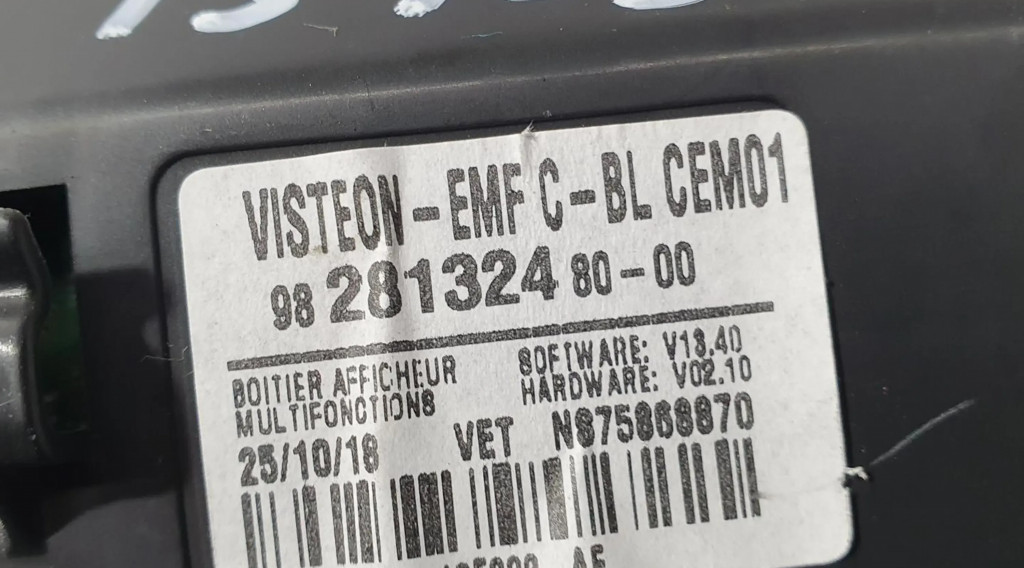 VISTEON-EMF C-BL CEM01
98 281324 80-00
BOITIER AFFICHEUR
MULTIFONCTIONS
SOFTWARE: V13.40
HARDWARE: V02.10
25/10/18 VET N875868870